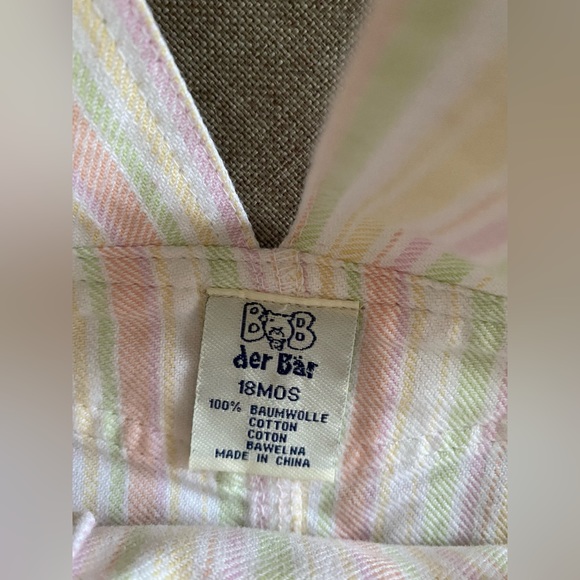 BOB
der Bär
18MOS
100% BAUMWOLLE
COTTON
COTON
BAWELNA
MADE IN CHINA